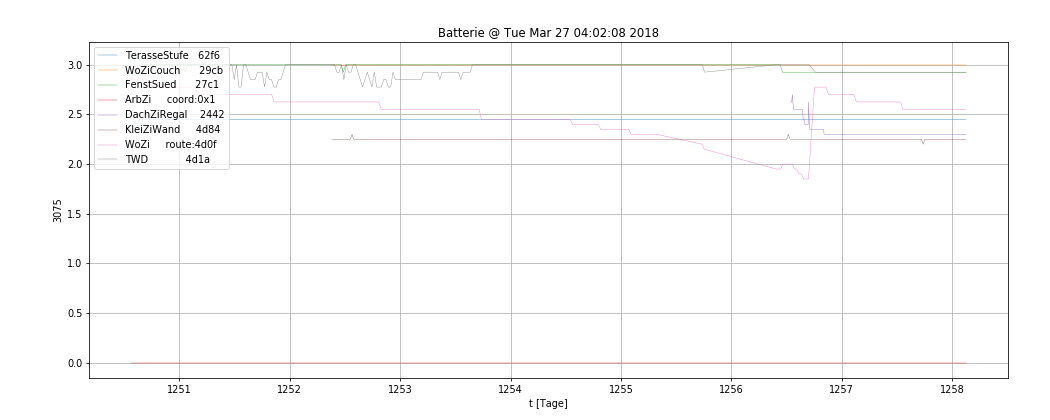 Batterie @ Tue Mar 27 04:02:08 2018
TerasseStufe 62f6
WoZiCouch 29cb
FenstSued 27c1
ArbZi coord:0x1
DachZiRegal 2442
KleiZiWand 4d84
WoZi route:4d0f
TWD 4d1a
3.0
2.5
2.0
1.5
1.0
0.5
0.0
3075
1251 1252 1253 1254 1255 1256 1257 1258
t [Tage]